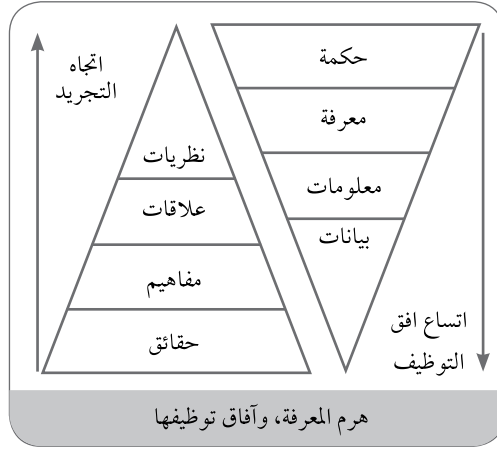 حكمة
معرفة
معلومات
بيانات
اتساع افق
التوظيف
اتجاه
التجريد
نظريات
علاقات
مفاهيم
حقائق
هرم المعرفة، وآفاق توظيفها